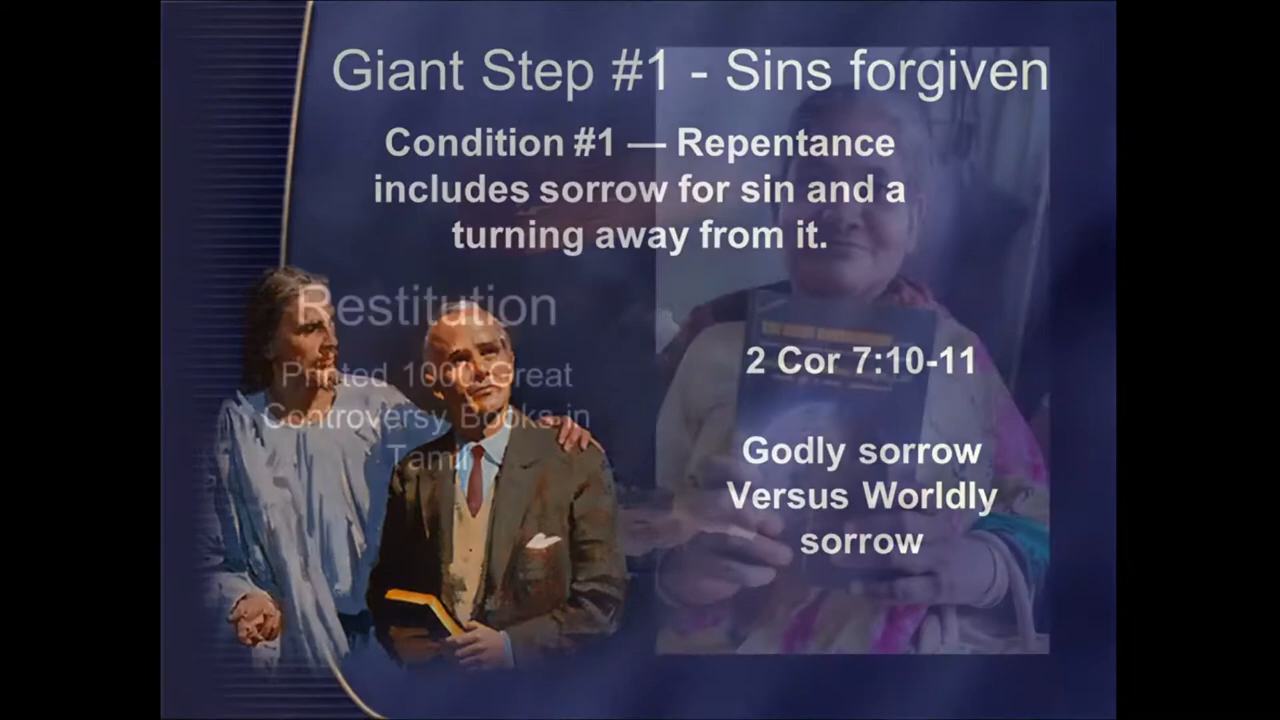 Giant Step #1 - Sins forgiven
Condition #1 — Repentance
includes sorrow for sin and a
turning away from it.
Restitution
Printed 1000 Great
Controversy Books in
Tamil
2 Cor 7:10-11
Godly sorrow
Versus Worldly
sorrow